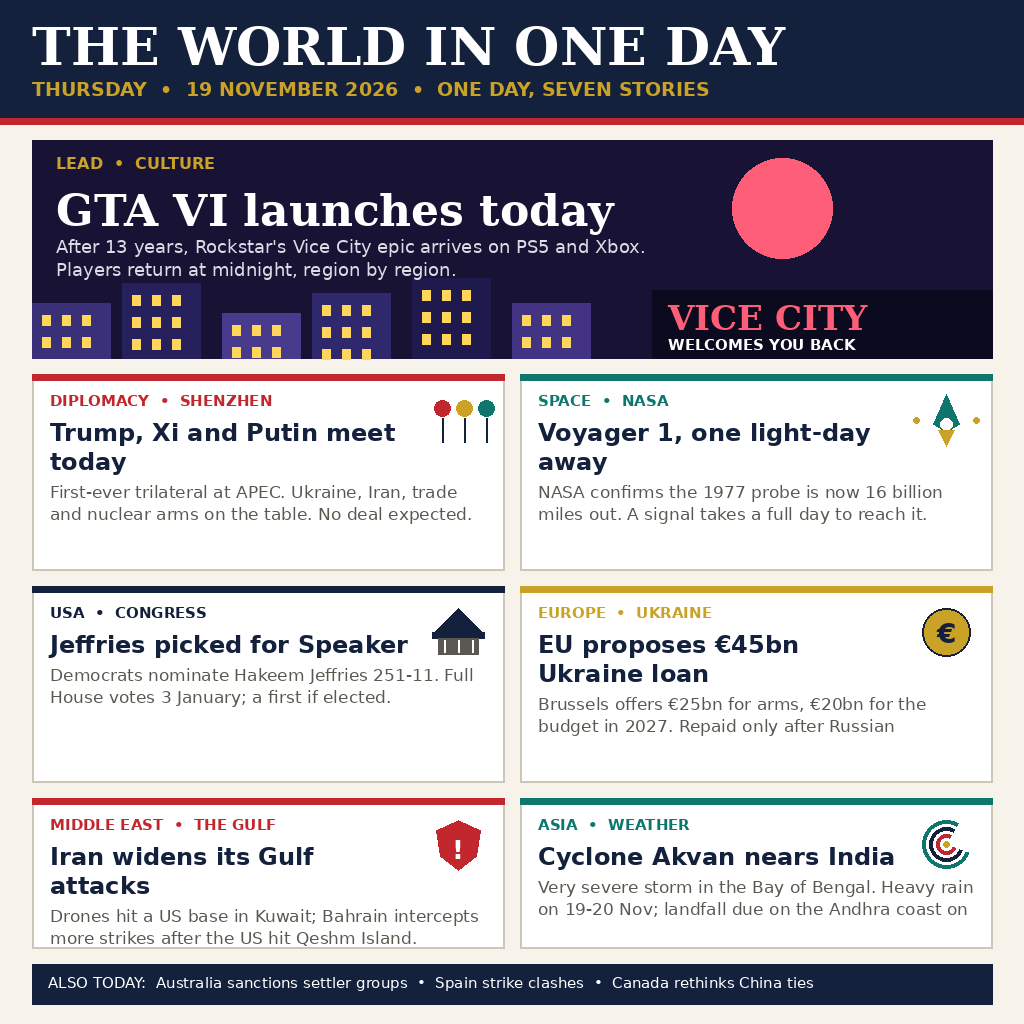 THE WORLD IN ONE DAY
THURSDAY • 19 NOVEMBER 2026 • ONE DAY, SEVEN STORIES
LEAD • CULTURE
GTA VI launches today
After 13 years, Rockstar's Vice City epic arrives on PS5 and Xbox.
Players return at midnight, region by region.
VICE CITY
WELCOMES YOU BACK
DIPLOMACY • SHENZHEN
Trump, Xi and Putin meet
today
First-ever trilateral at APEC. Ukraine, Iran, trade
and nuclear arms on the table. No deal expected.
SPACE • NASA
Voyager 1, one light-day
away
NASA confirms the 1977 probe is now 16 billion
miles out. A signal takes a full day to reach it.
USA • CONGRESS
Jeffries picked for Speaker
Democrats nominate Hakeem Jeffries 251-11. Full
House votes 3 January; a first if elected.
EUROPE • UKRAINE
€
EU proposes €45bn
Ukraine loan
Brussels offers €25bn for arms, €20bn for the
budget in 2027. Repaid only after Russian
MIDDLE EAST • THE GULF
!
Iran widens its Gulf
attacks
Drones hit a US base in Kuwait; Bahrain intercepts
more strikes after the US hit Qeshm Island.
ASIA • WEATHER
Cyclone Akvan nears India
Very severe storm in the Bay of Bengal. Heavy rain
on 19-20 Nov; landfall due on the Andhra coast on
ALSO TODAY: Australia sanctions settler groups • Spain strike clashes • Canada rethinks China ties